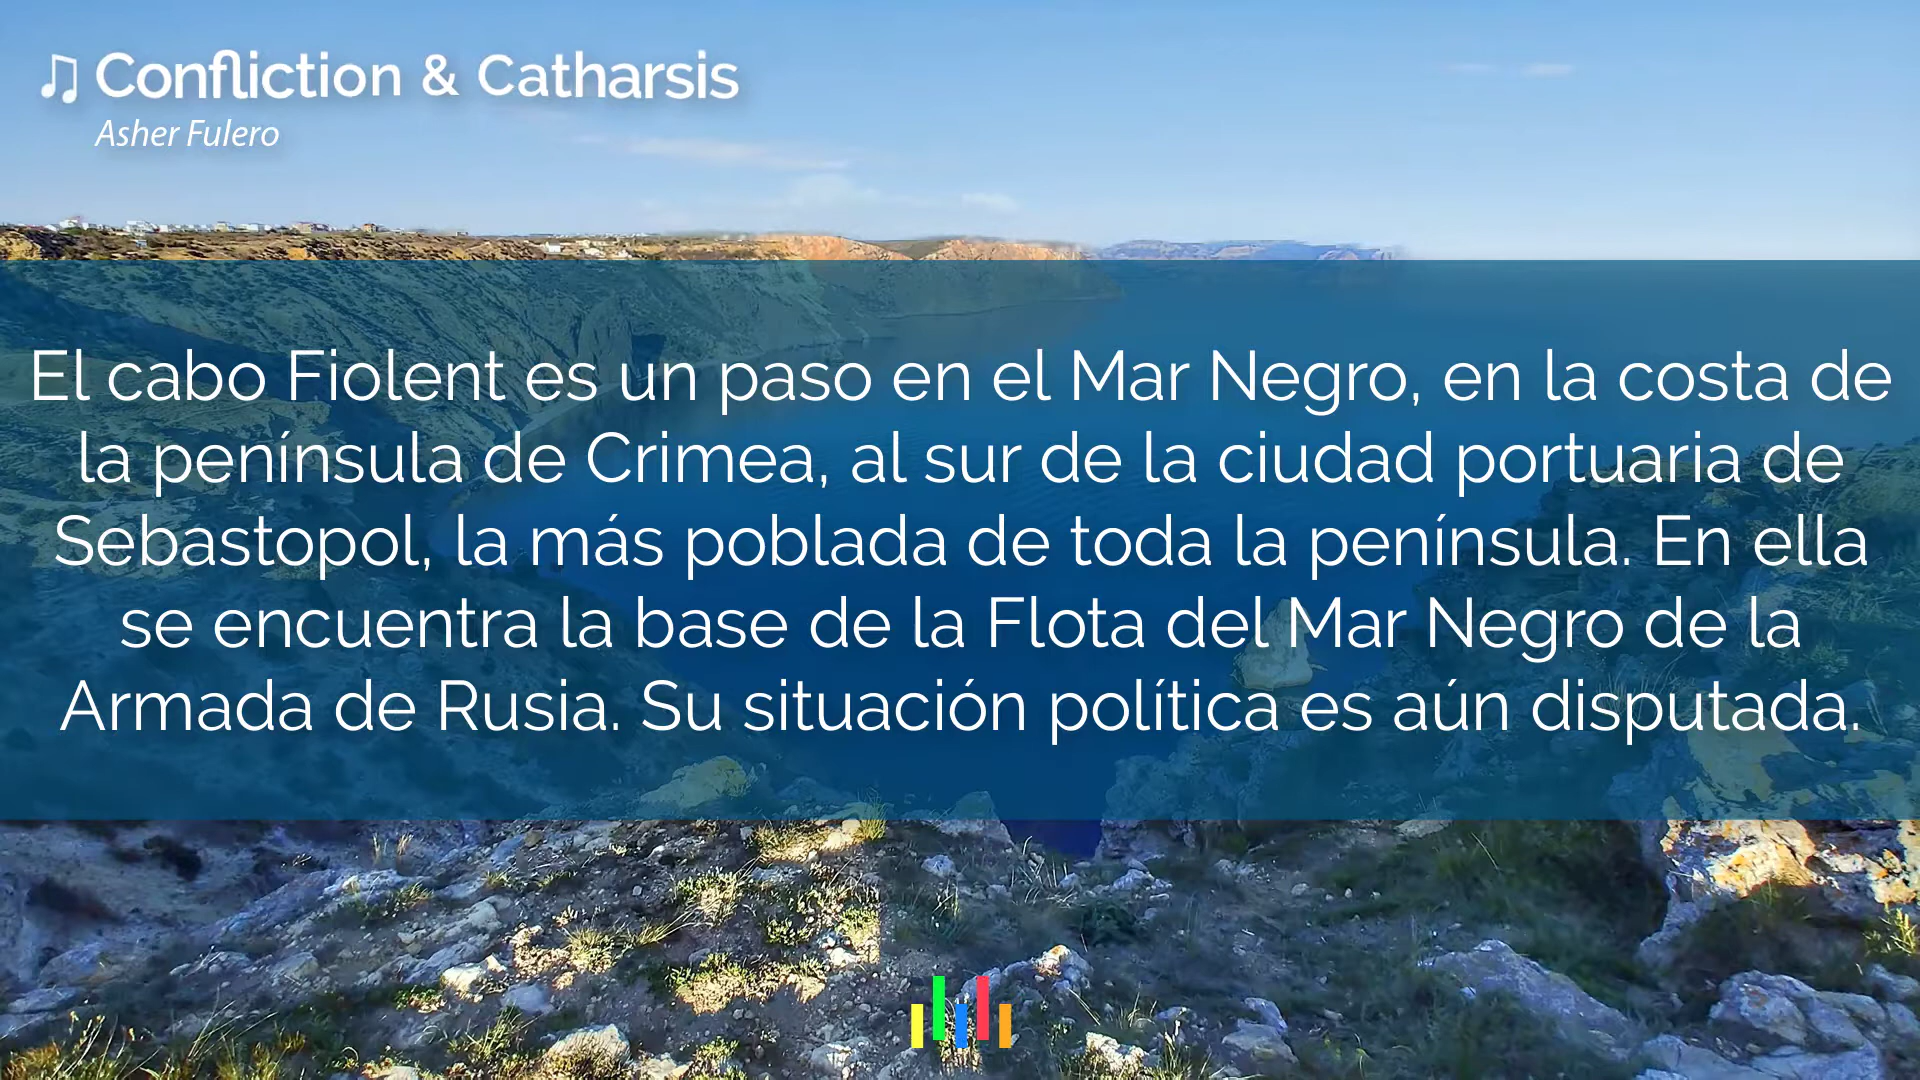 ♫ Confliction & Catharsis
Asher Fulero
El cabo Fiolent es un paso en el Mar Negro, en la costa de
la península de Crimea, al sur de la ciudad portuaria de
Sebastopol, la más poblada de toda la península. En ella
se encuentra la base de la Flota del Mar Negro de la
Armada de Rusia. Su situación política es aún disputada.